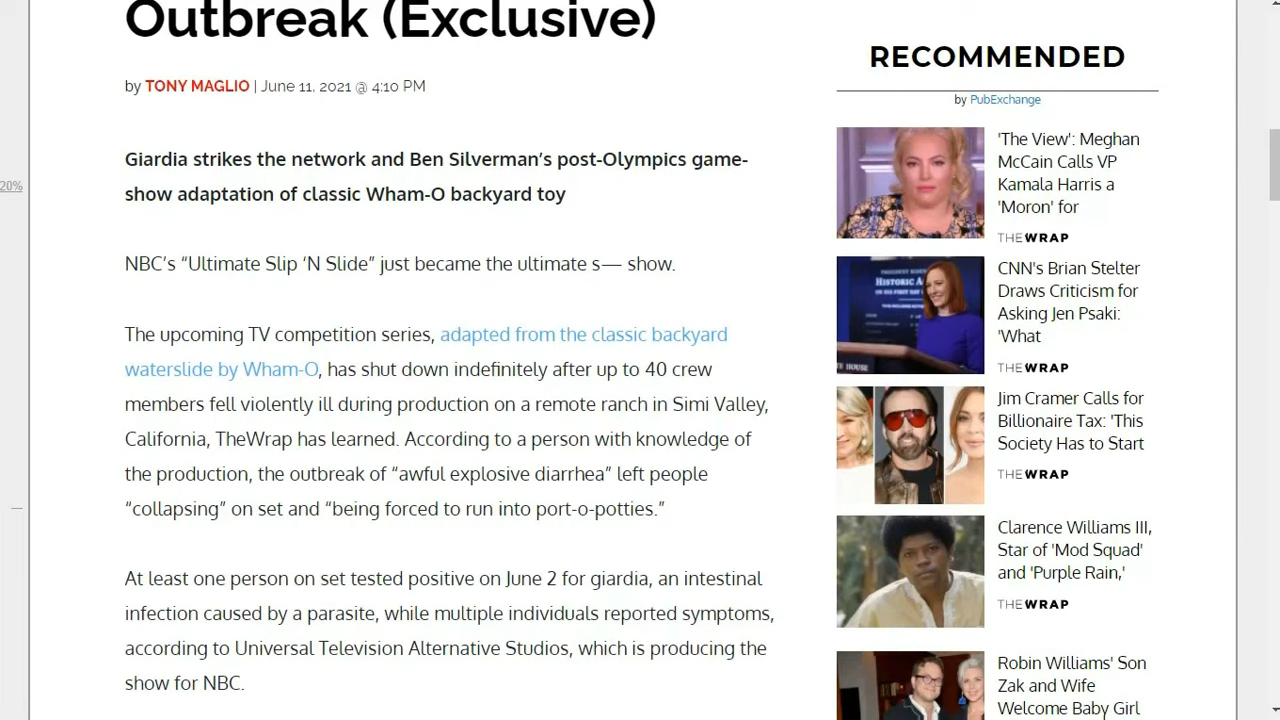 Outbreak (Exclusive)
by TONY MAGLIO | June 11, 2021 @ 4:10 PM
Giardia strikes the network and Ben Silverman’s post-Olympics game-
show adaptation of classic Wham-O backyard toy
NBC’s “Ultimate Slip ‘N Slide” just became the ultimate s— show.
The upcoming TV competition series, adapted from the classic backyard
waterslide by Wham-O, has shut down indefinitely after up to 40 crew
members fell violently ill during production on a remote ranch in Simi Valley,
California, TheWrap has learned. According to a person with knowledge of
the production, the outbreak of “awful explosive diarrhea” left people
“collapsing” on set and “being forced to run into port-o-potties.”
At least one person on set tested positive on June 2 for giardia, an intestinal
infection caused by a parasite, while multiple individuals reported symptoms,
according to Universal Television Alternative Studios, which is producing the
show for NBC.
20%
RECOMMENDED
by PubExchange
'The View': Meghan
McCain Calls VP
Kamala Harris a
'Moron' for
THEWRAP
CNN's Brian Stelter
Draws Criticism for
Asking Jen Psaki:
'What
THEWRAP
Jim Cramer Calls for
Billionaire Tax: 'This
Society Has to Start
THEWRAP
Clarence Williams III,
Star of 'Mod Squad'
and 'Purple Rain,'
THEWRAP
Robin Williams' Son
Zak and Wife
Welcome Baby Girl